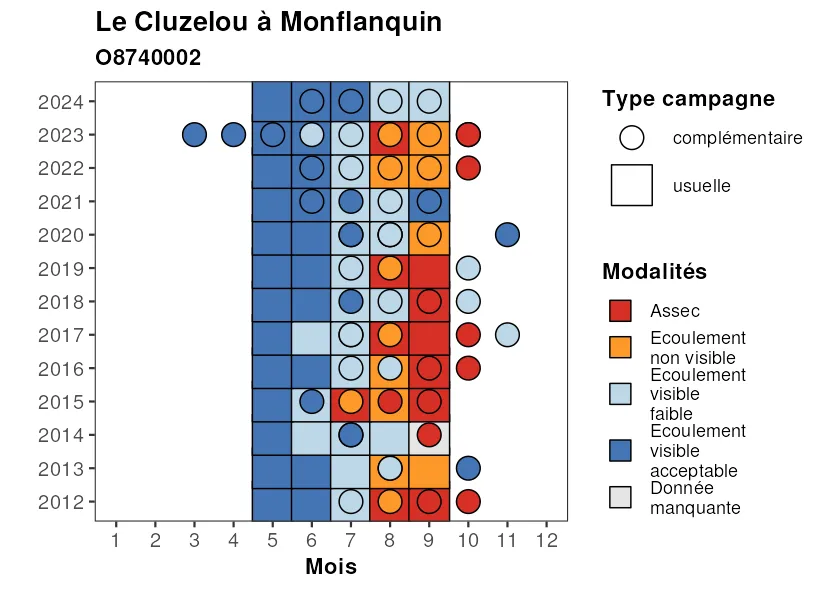 Le Cluzelou à Monflanquin
O8740002
2024
2023
2022
2021
2020
2019
2018
2017
2016
2015
2014
2013
2012
1 2 3 4 5 6 7 8 9 10 11 12
Mois
Type campagne
complémentaire
usuelle
Modalités
Assec
Ecoulement
non visible
Ecoulement
visible
faible
Ecoulement
visible
acceptable
Donnée
manquante